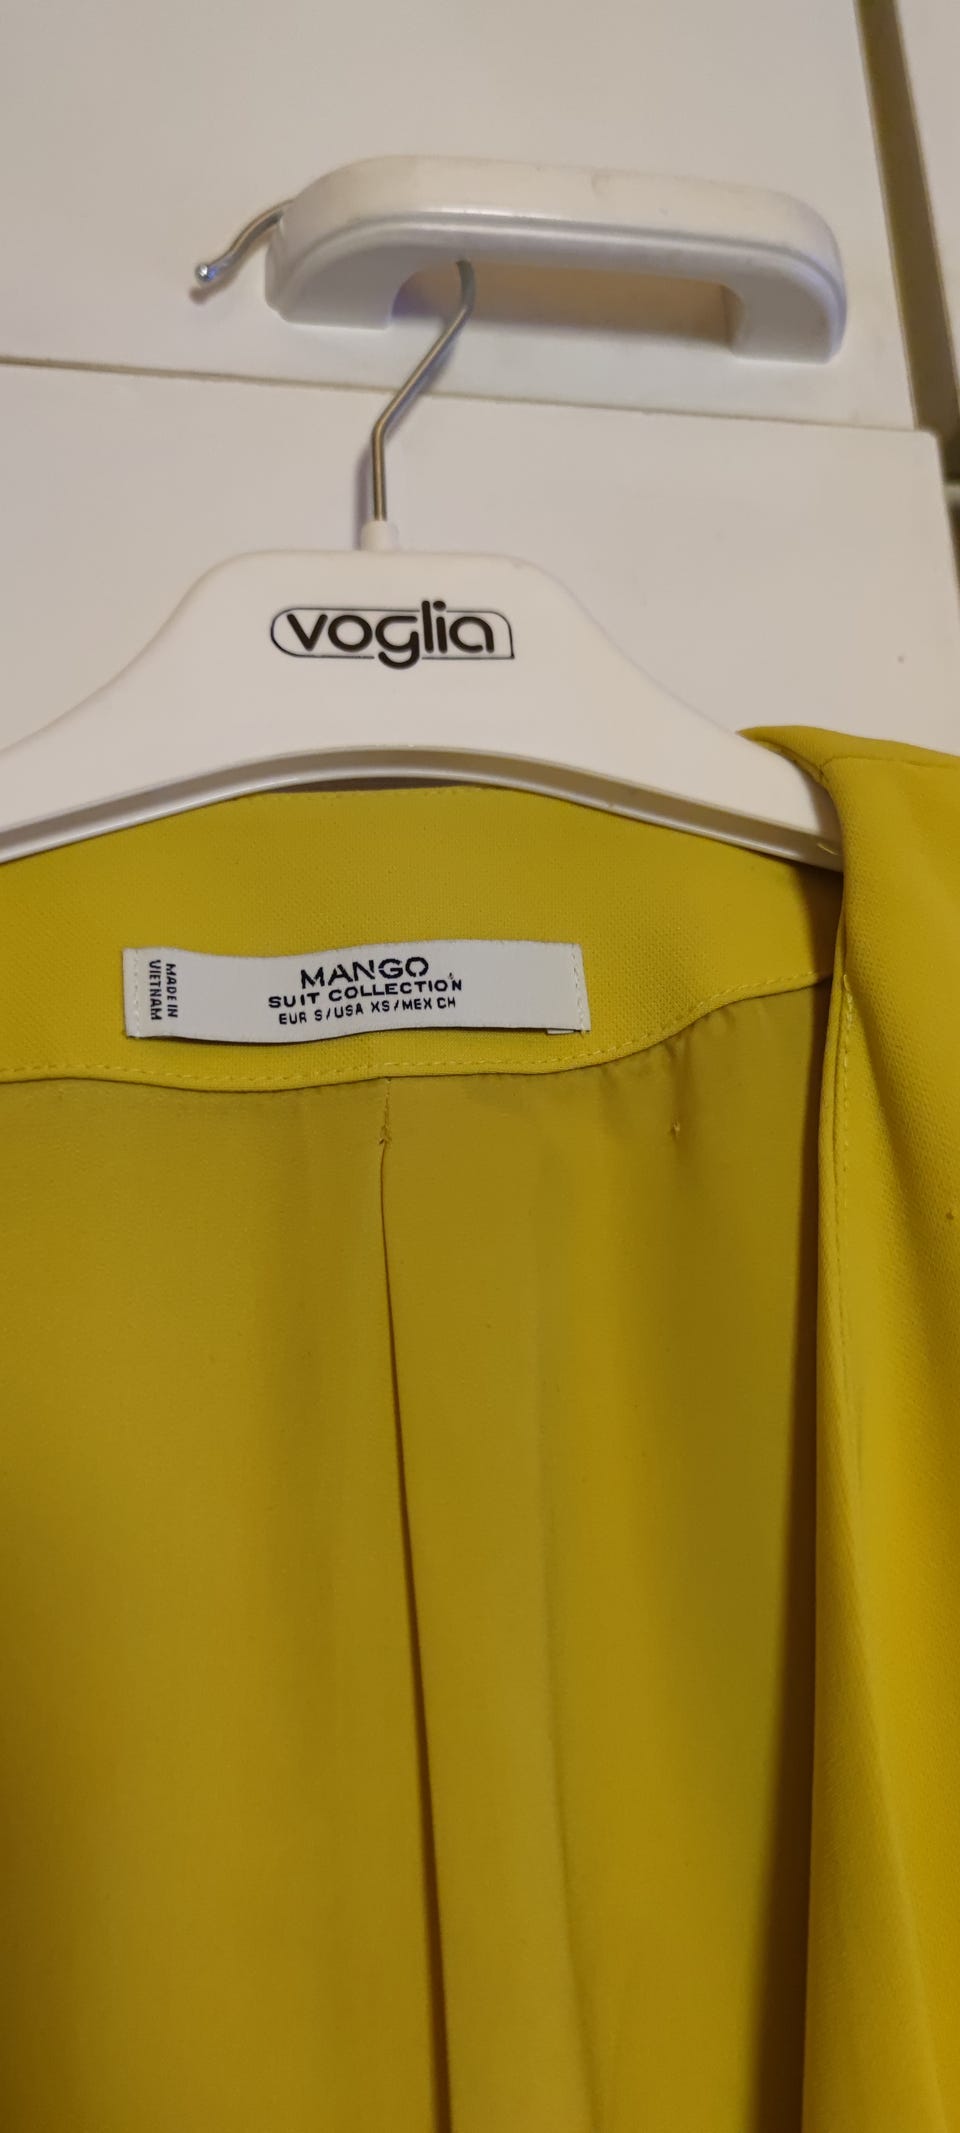 voglia
MADE IN
VIETNAM
MANGO
SUIT COLLECTION
EUR S/USA XS/MEX CH